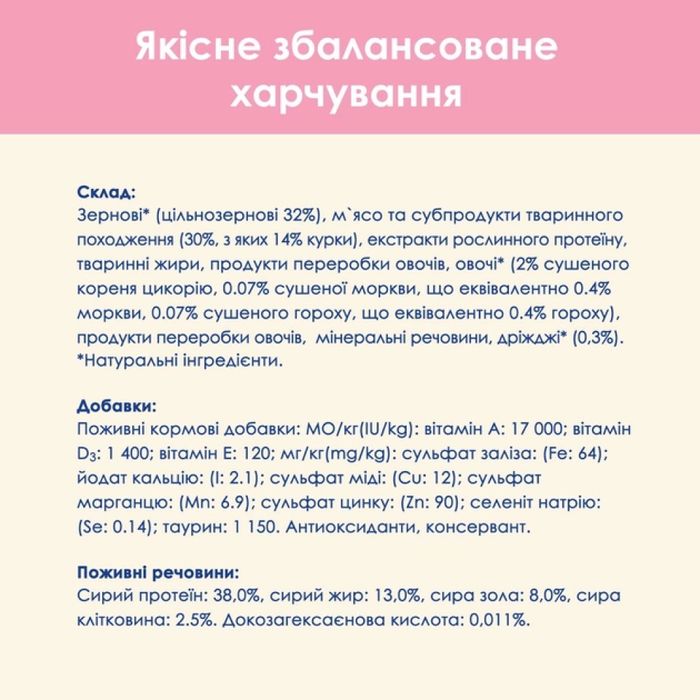 Якісне збалансоване
харчування
Склад:
Зернові* (цільнозернові 32%), м`ясо та субпродукти тваринного
походження (30%, з яких 14% курки), екстракти рослинного протеїну,
тваринні жири, продукти переробки овочів, овочі* (2% сушеного
кореня цикорію, 0.07% сушеної моркви, що еквівалентно 0.4%
моркви, 0.07% сушеного гороху, що еквівалентно 0.4% гороху),
продукти переробки овочів, мінеральні речовини, дріжджі* (0,3%).
*Натуральні інгредієнти.
Добавки:
Поживні кормові добавки: МО/кг(IU/kg): вітамін А: 17 000; вітамін
D₃: 1 400; вітамін Е: 120; мг/кг(mg/kg): сульфат заліза: (Fe: 64);
йодат кальцію: (I: 2.1); сульфат міді: (Cu: 12); сульфат
марганцю: (Mn: 6.9); сульфат цинку: (Zn: 90); селеніт натрію:
(Se: 0.14); таурин: 1 150. Антиоксиданти, консервант.
Поживні речовини:
Сирий протеїн: 38,0%, сирий жир: 13,0%, сира зола: 8,0%, сира
клітковина: 2.5%. Докозагексаєнова кислота: 0,011%.